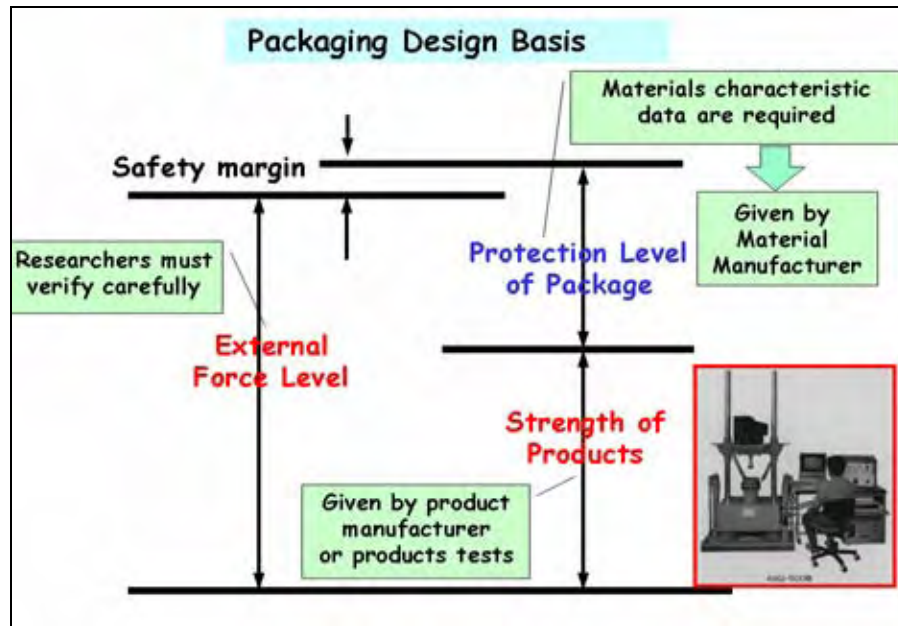 Packaging Design Basis
Materials characteristic
data are required
Safety margin
Given by
Material
Manufacturer
Researchers must
verify carefully
Protection Level
of Package
External
Force Level
Strength of
Products
Given by product
manufacturer
or products tests